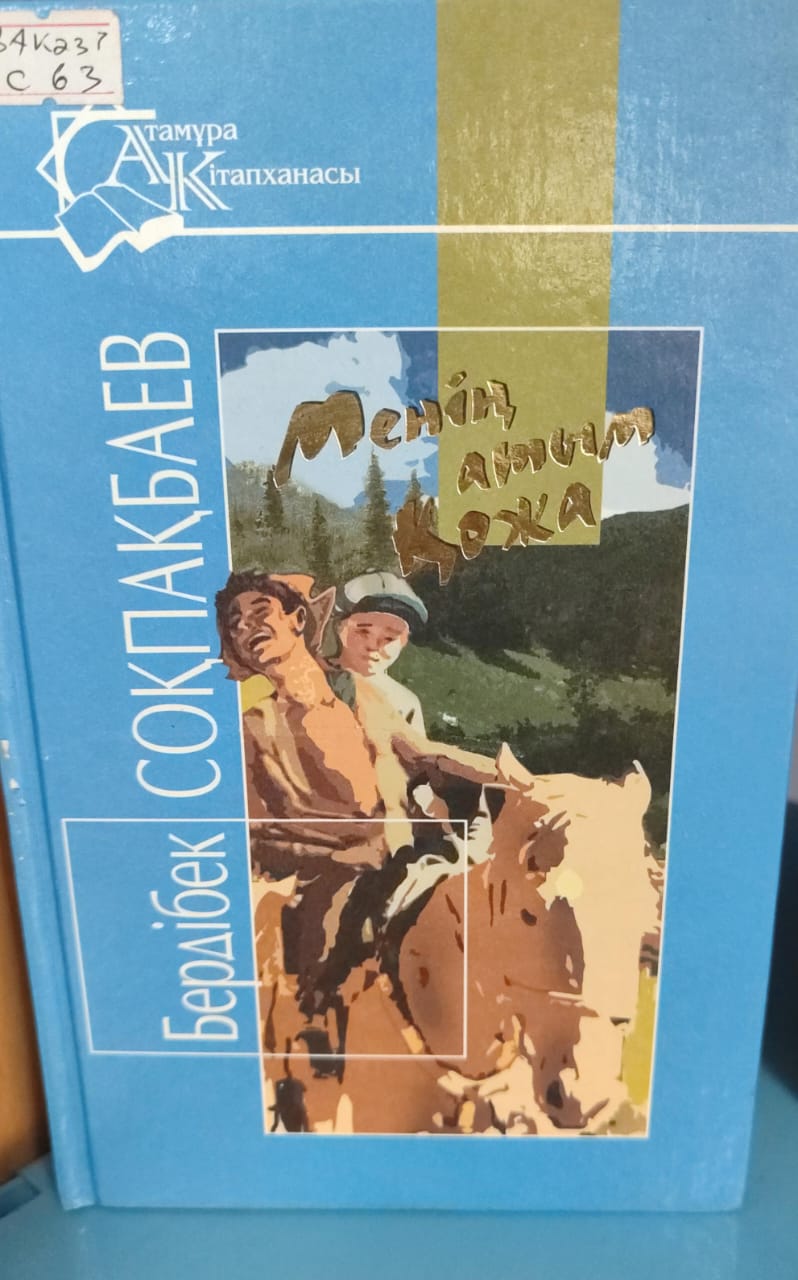 84Қаз7
С 63
Атамұра
Кітапханасы
Менің
атым
Қожа
Бердібек СОҚПАҚБАЕВ